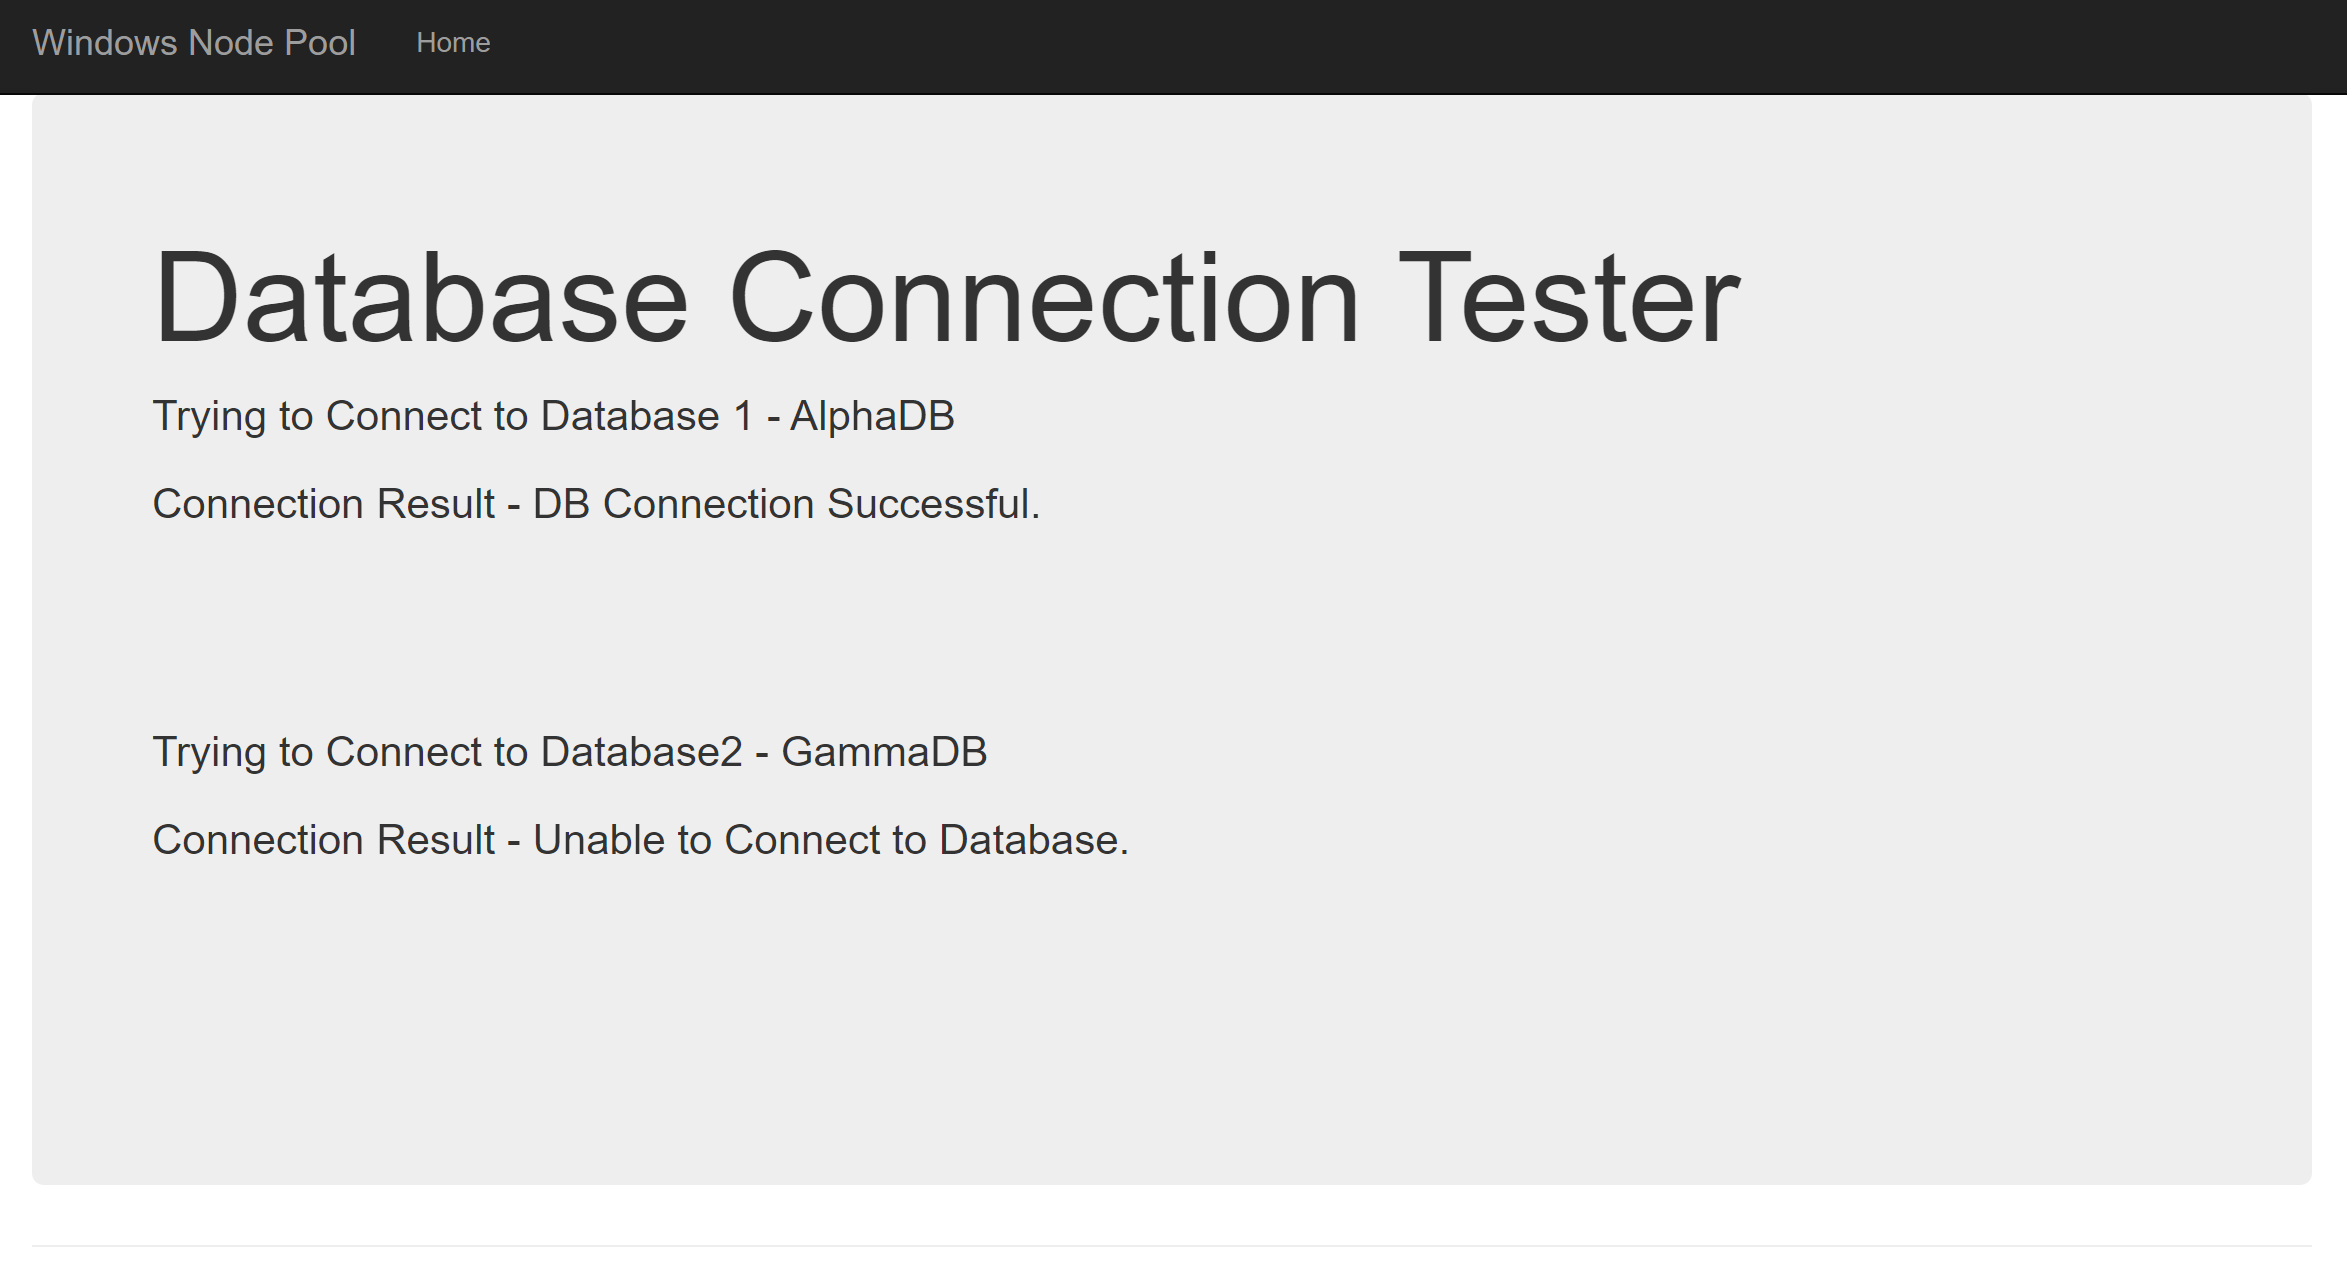 Windows Node Pool Home
Database Connection Tester
Trying to Connect to Database 1 - AlphaDB
Connection Result - DB Connection Successful.
Trying to Connect to Database2 - GammaDB
Connection Result - Unable to Connect to Database.